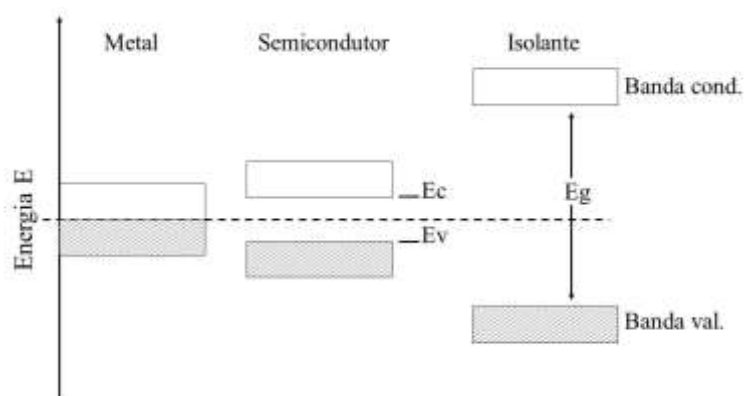 Metal
Semicondutor
Isolante
Banda cond.
Energia E
Ec
Eg
Ev
Banda val.